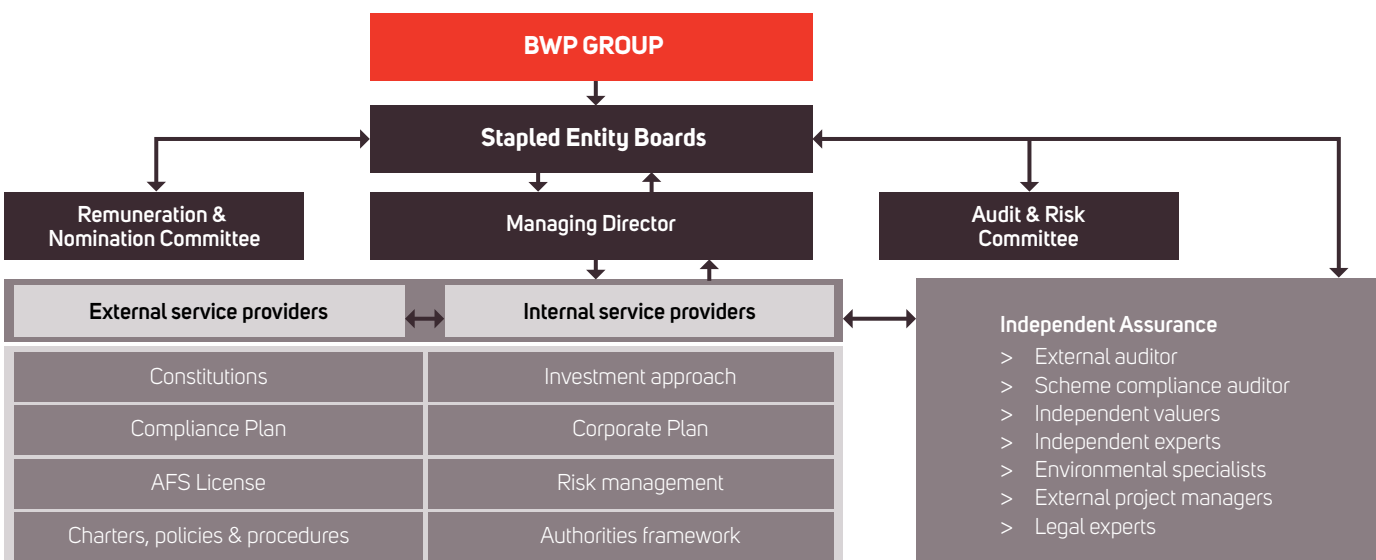 BWP GROUP
Stapled Entity Boards
Remuneration &
Nomination Committee
Managing Director
Audit & Risk
Committee
External service providers
Internal service providers
Constitutions
Investment approach
Compliance Plan
Corporate Plan
AFS License
Risk management
Charters, policies & procedures
Authorities framework
Independent Assurance
> External auditor
> Scheme compliance auditor
> Independent valuers
> Independent experts
> Environmental specialists
> External project managers
> Legal experts